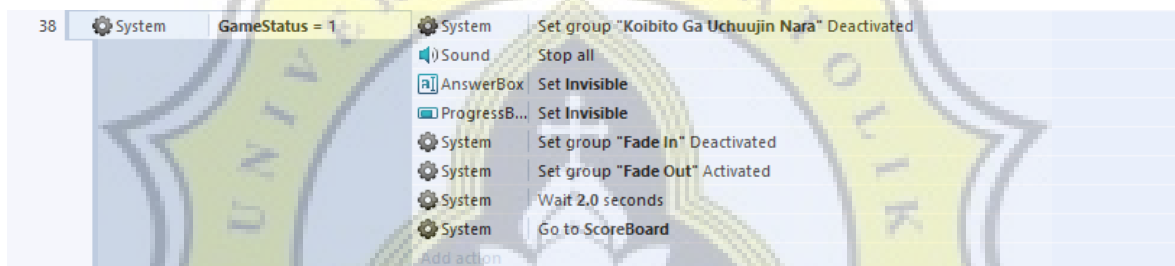 38 System GameStatus = 1 System Set group "Koibito Ga Uchuujin Nara" Deactivated
Sound Stop all
AnswerBox Set Invisible
ProgressB... Set Invisible
System Set group "Fade In" Deactivated
System Set group "Fade Out" Activated
System Wait 2.0 seconds
System Go to ScoreBoard
Add action